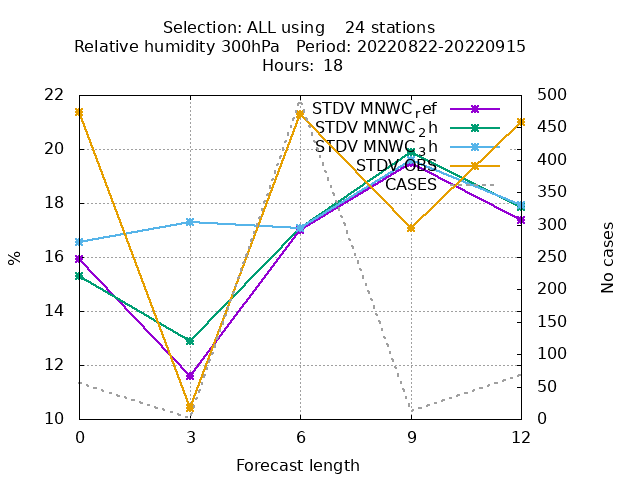 Selection: ALL using    24 stations
Relative humidity 300hPa   Period: 20220822-20220915
Hours: 18
22
20
18
16
14
12
10
%
500
450
400
350
300
250
200
150
100
50
0
No cases
STDV MNWC_ref
STDV MNWC_2h
STDV MNWC_3h
STDV OBS
CASES
0 3 6 9 12
Forecast length